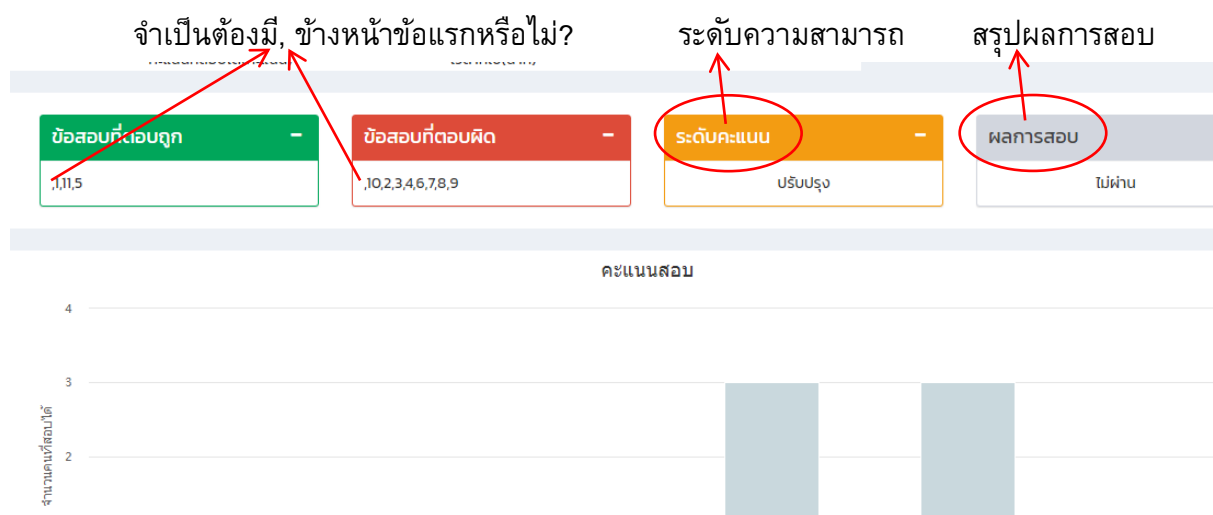 จำเป็นต้องมี, ข้างหน้าข้อแรกหรือไม่?
ระดับความสามารถ
สรุปผลการสอบ
ข้อสอบที่ตอบถูก
ข้อสอบที่ตอบผิด
ระดับคะแนน
ผลการสอบ
,1,11,5
,10,2,3,4,6,7,8,9
ปรับปรุง
ไม่ผ่าน
คะแนนสอบ
4
3
2
จำนวนคนที่สอบได้